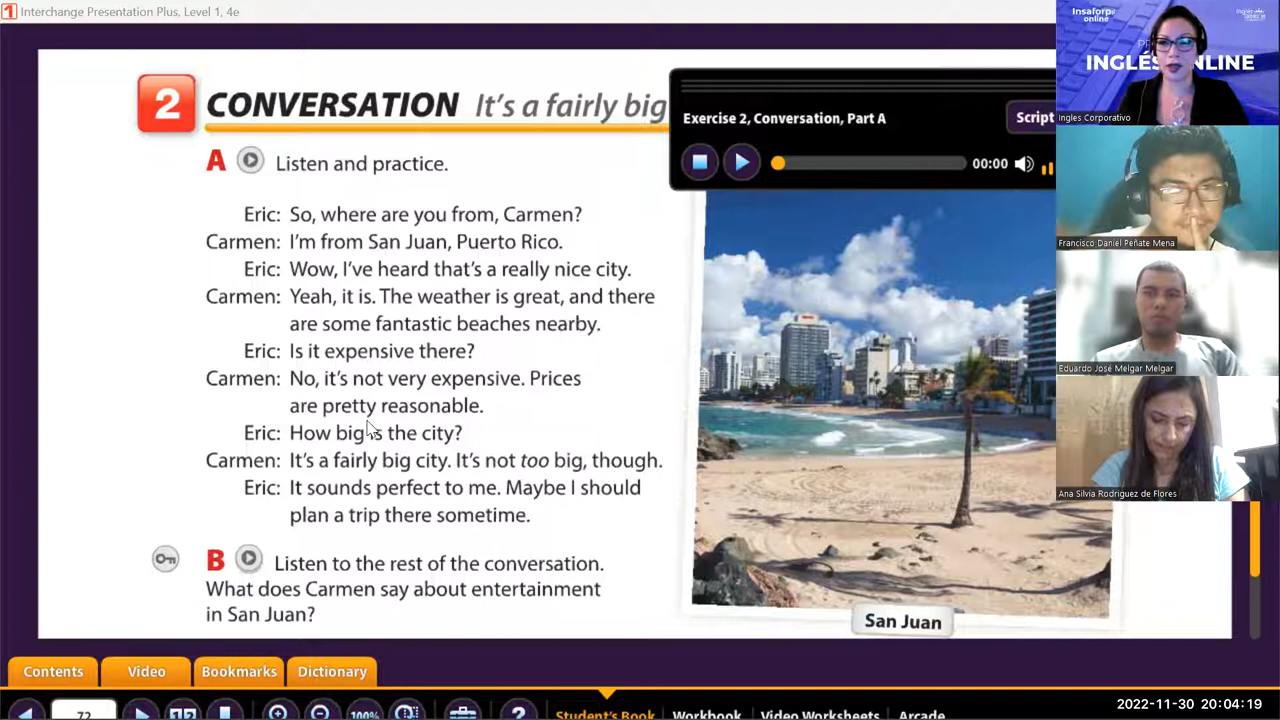 Interchange Presentation Plus, Level 1, 4e
2 CONVERSATION It's a fairly big
A Listen and practice.
Eric: So, where are you from, Carmen?
Carmen: I'm from San Juan, Puerto Rico.
Eric: Wow, I've heard that's a really nice city.
Carmen: Yeah, it is. The weather is great, and there
are some fantastic beaches nearby.
Eric: Is it expensive there?
Carmen: No, it's not very expensive. Prices
are pretty reasonable.
Eric: How big is the city?
Carmen: It's a fairly big city. It's not too big, though.
Eric: It sounds perfect to me. Maybe I should
plan a trip there sometime.
B Listen to the rest of the conversation.
What does Carmen say about entertainment
in San Juan?
Exercise 2, Conversation, Part A
Script
00:00
San Juan
Insaforp
online
INGLÉS ONLINE
Ingles Corporativo
Francisco Daniel Peñate Mena
Eduardo José Melgar Melgar
Ana Silvia Rodriguez de Flores
Contents
Video
Bookmarks
Dictionary
72
100%
Student's Book
Workbook
Video Worksheets
Arcade
2022-11-30 20:04:19